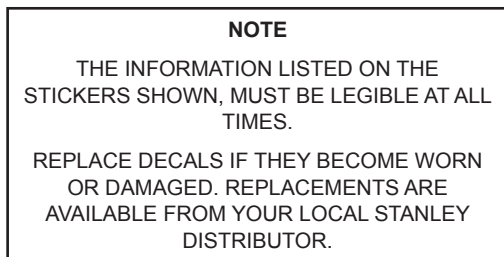 NOTE
THE INFORMATION LISTED ON THE
STICKERS SHOWN, MUST BE LEGIBLE AT ALL
TIMES.
REPLACE DECALS IF THEY BECOME WORN
OR DAMAGED. REPLACEMENTS ARE
AVAILABLE FROM YOUR LOCAL STANLEY
DISTRIBUTOR.